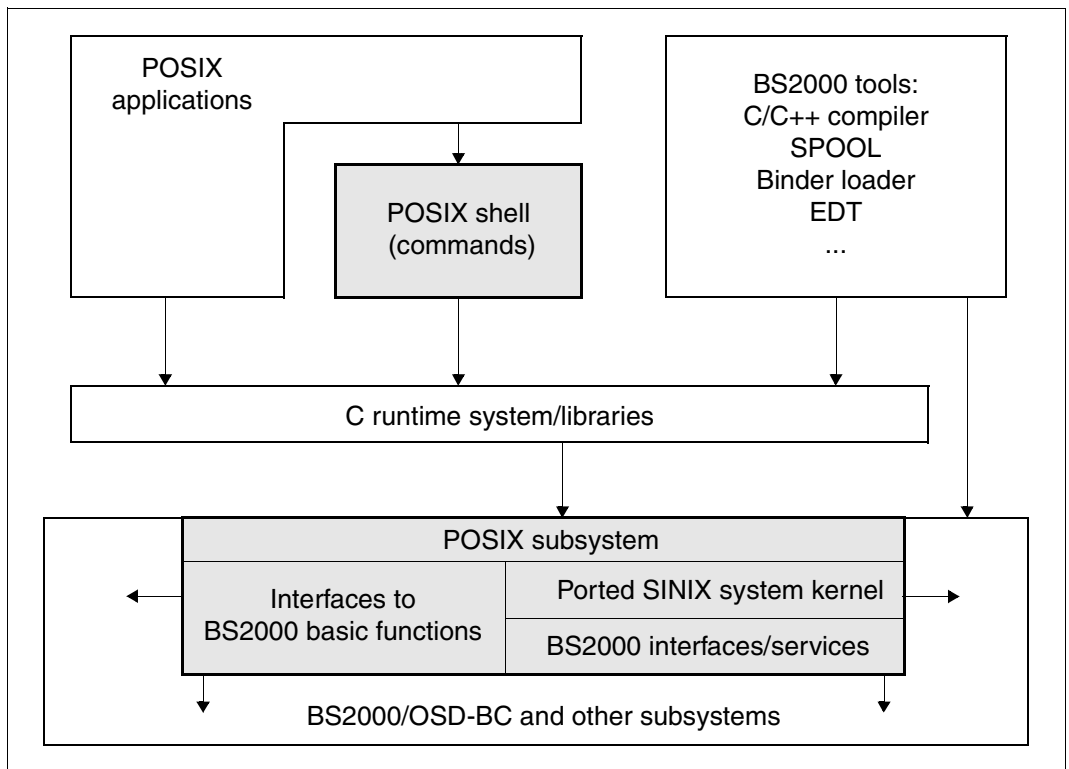 POSIX
applications
BS2000 tools:
C/C++ compiler
SPOOL
Binder loader
EDT
...
POSIX shell
(commands)
C runtime system/libraries
POSIX subsystem
Interfaces to
BS2000 basic functions
Ported SINIX system kernel
BS2000 interfaces/services
BS2000/OSD-BC and other subsystems